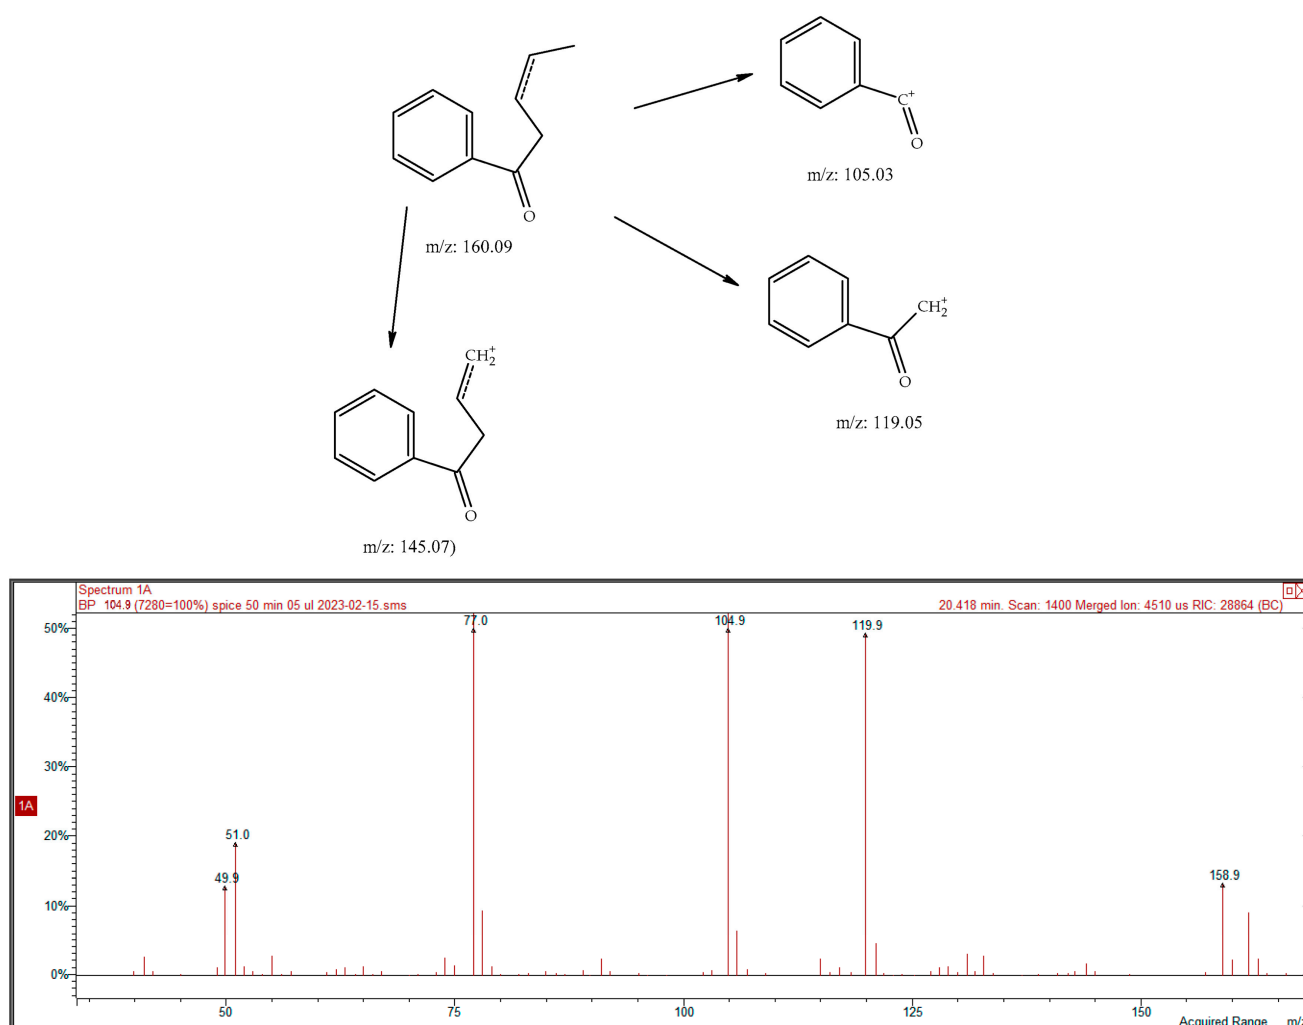 C+
O
m/z: 105.03
O
m/z: 160.09
CH2+
O
m/z: 119.05
CH2+
O
m/z: 145.07)
Spectrum 1A
BP 104.9 (7280=100%) spice 50 min 05 ul 2023-02-15.sms
20.418 min. Scan: 1400 Merged Ion: 4510 us RIC: 28864 (BC)
50%
40%
30%
20%
10%
0%
1A
49.9
51.0
77.0
104.9
119.9
158.9
50
75
100
125
150
Acquired Range m/z